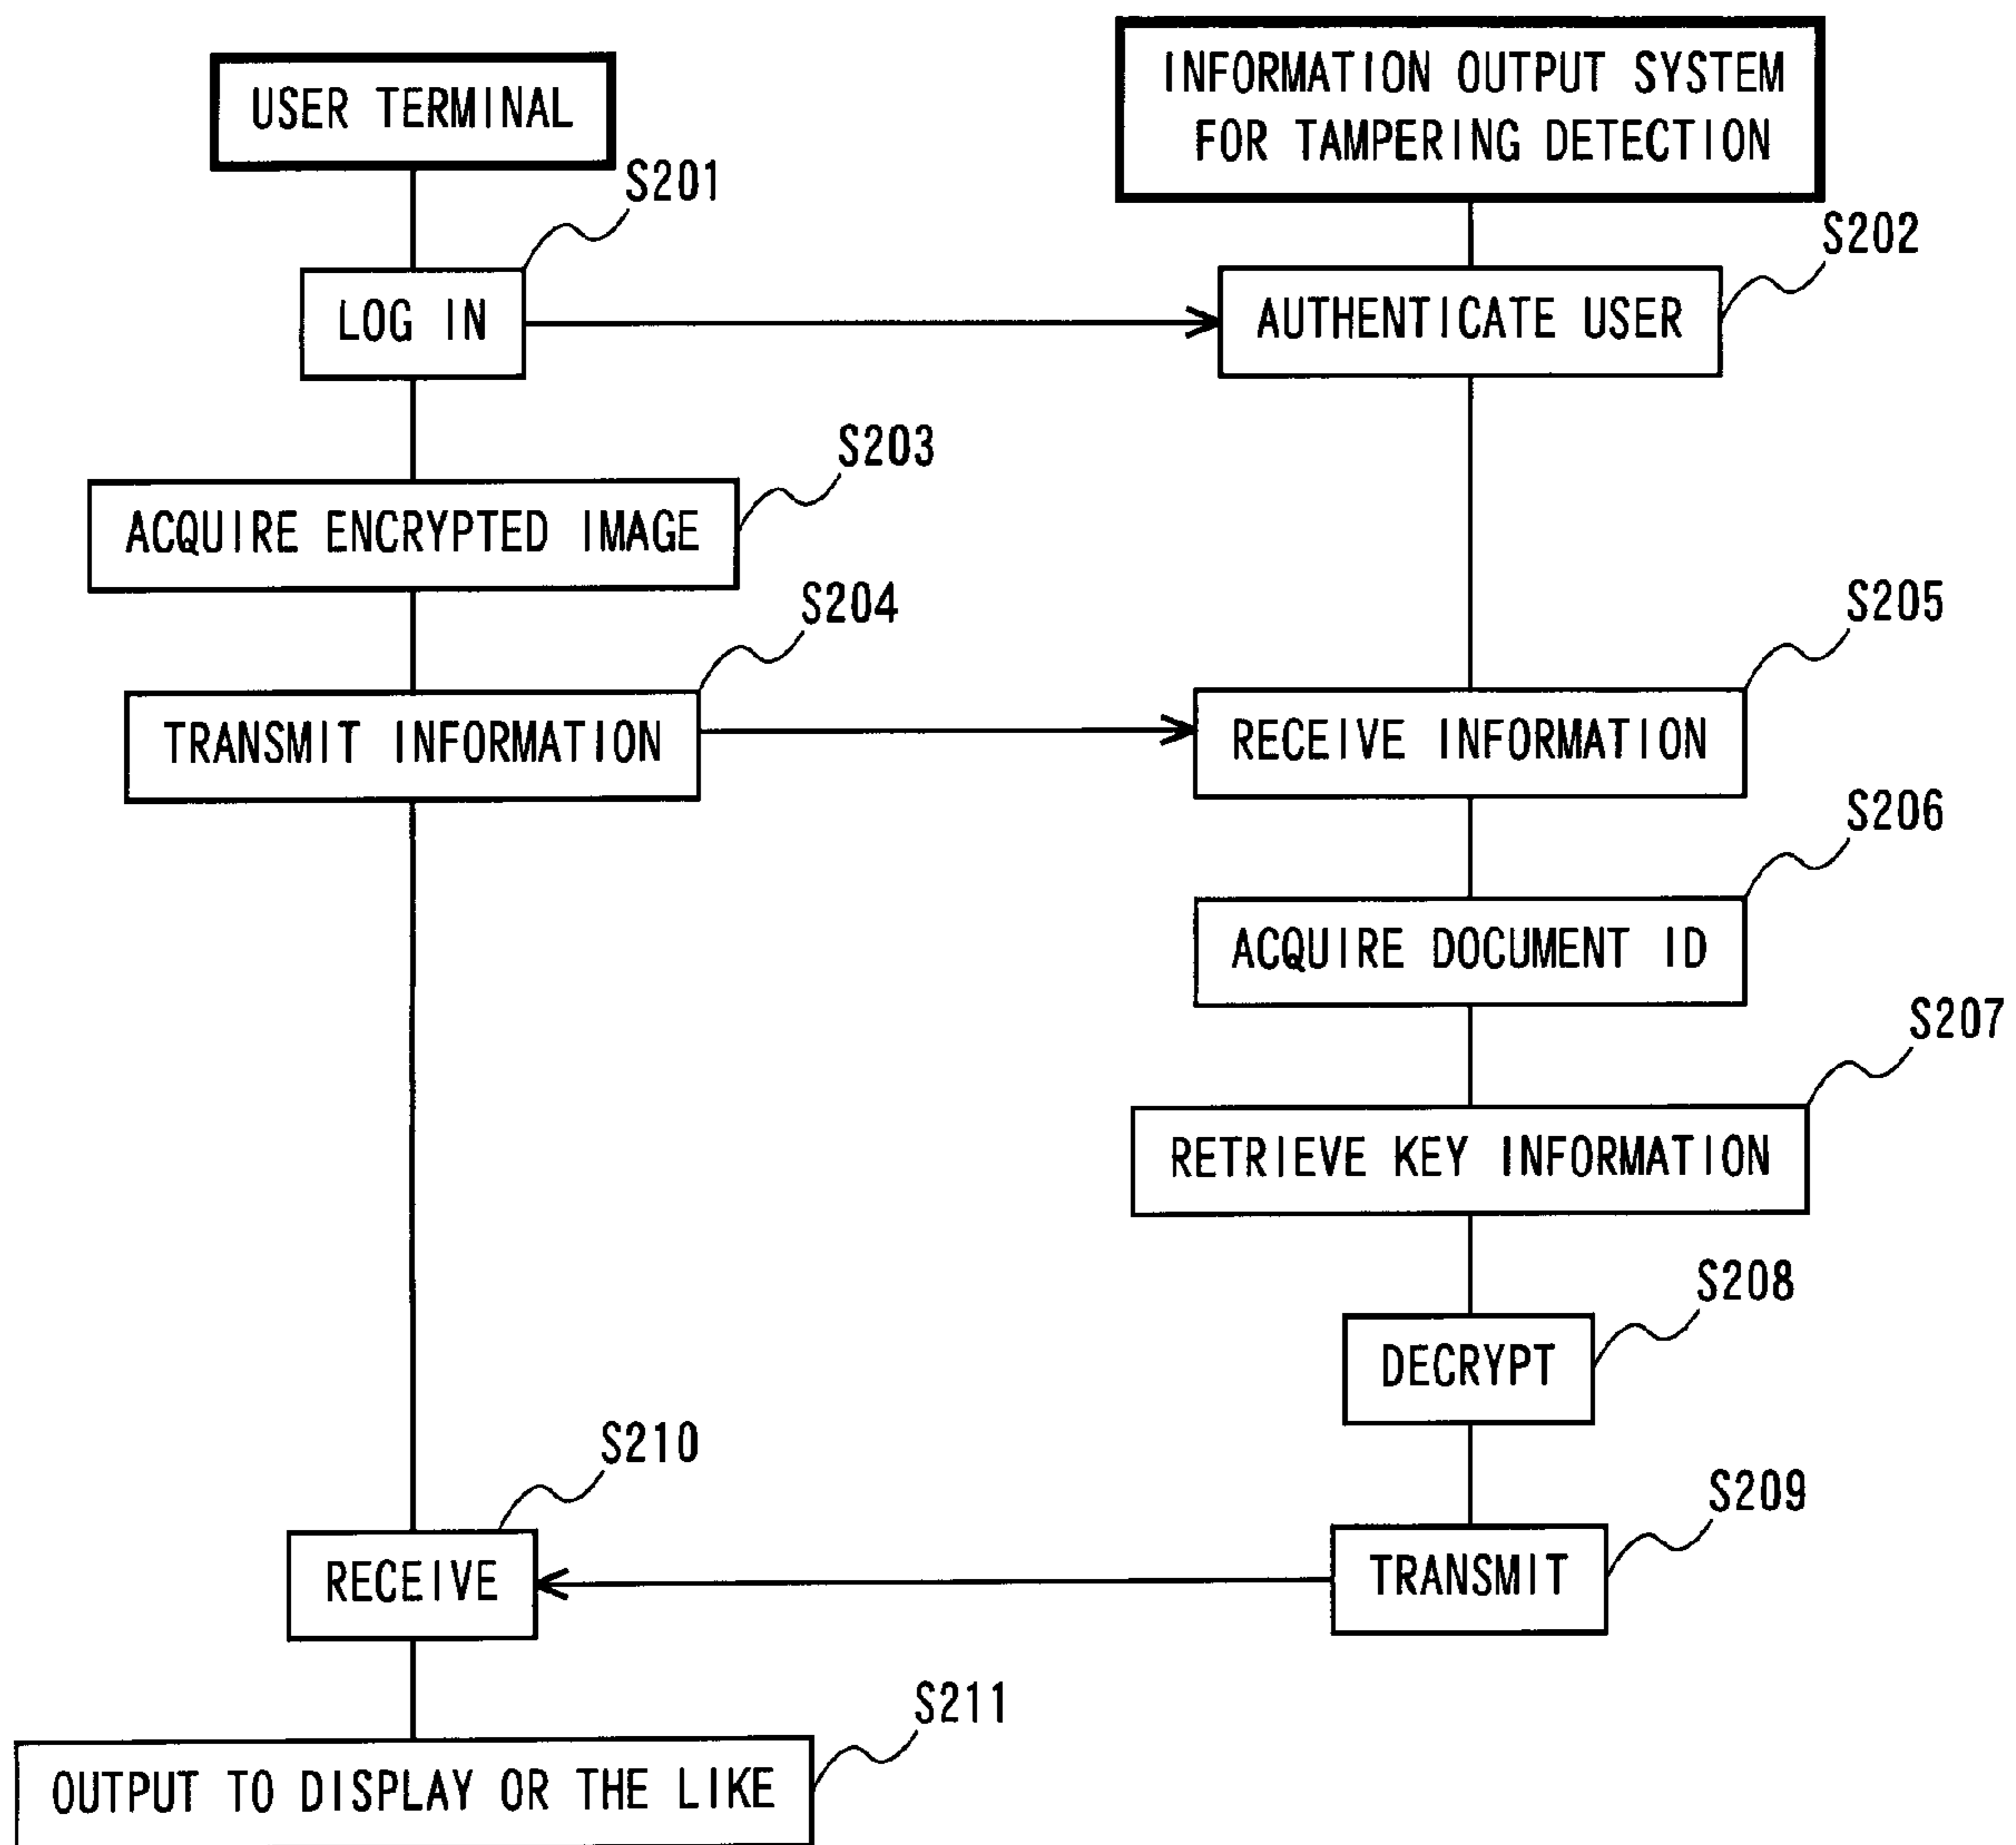 USER TERMINAL
INFORMATION OUTPUT SYSTEM
FOR TAMPERING DETECTION
S201
LOG IN
S202
AUTHENTICATE USER
S203
ACQUIRE ENCRYPTED IMAGE
S204
TRANSMIT INFORMATION
S205
RECEIVE INFORMATION
S206
ACQUIRE DOCUMENT ID
S207
RETRIEVE KEY INFORMATION
S208
DECRYPT
S209
TRANSMIT
S210
RECEIVE
S211
OUTPUT TO DISPLAY OR THE LIKE